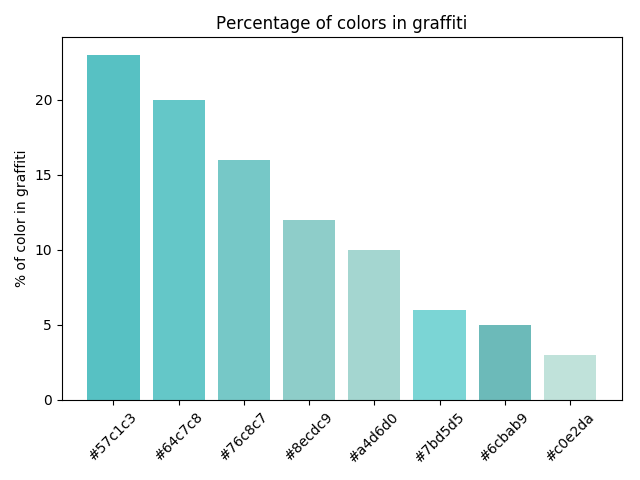 Percentage of colors in graffiti
% of color in graffiti
20
15
10
5
0
#57c1c3
#64c7c8
#76c8c7
#8ecdc9
#a4d6d0
#7bd5d5
#6cbab9
#c0e2da